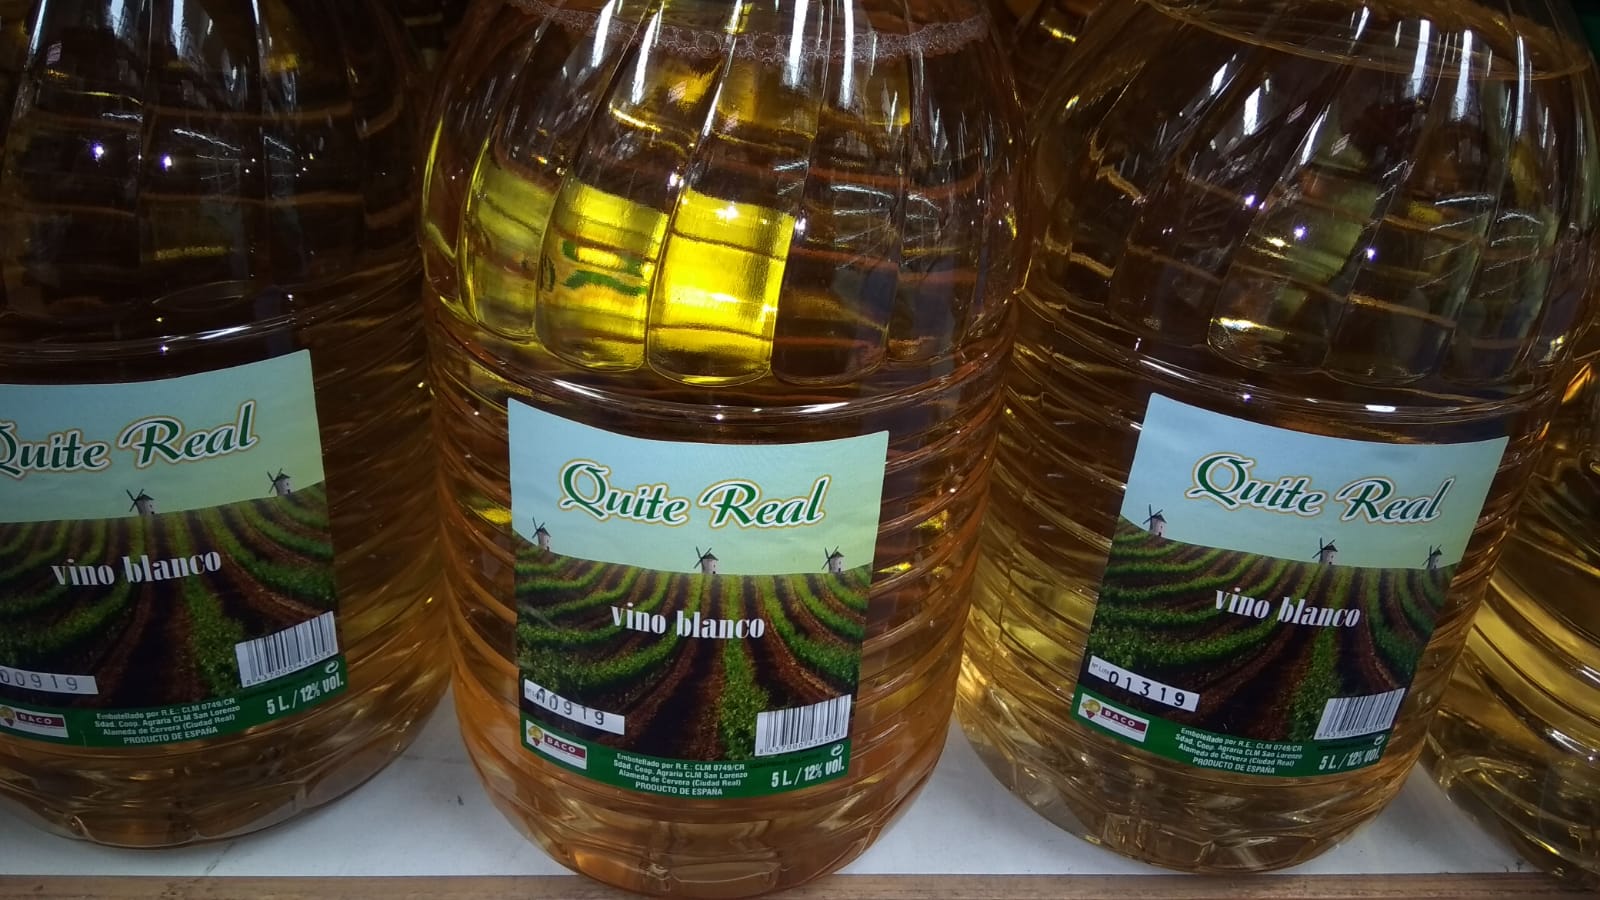 Quite Real
vino blanco
00919
BACO
Embotellado por R.E.: CLM 0749/CR
Sdad. Coop. Agraria CLM San Lorenzo
Alameda de Cervera (Ciudad Real)
PRODUCTO DE ESPAÑA
5 L. / 12% vol.
Quite Real
vino blanco
00919
BACO
Embotellado por R.E.: CLM 0749/CR
Sdad. Coop. Agraria CLM San Lorenzo
Alameda de Cervera (Ciudad Real)
PRODUCTO DE ESPAÑA
5 L. / 12% vol.
Quite Real
vino blanco
Nº Lote
01319
BACO
Embotellado por R.E.: CLM 0749/CR
Sdad. Coop. Agraria CLM San Lorenzo
Alameda de Cervera (Ciudad Real)
PRODUCTO DE ESPAÑA
5 L. / 12% vol.